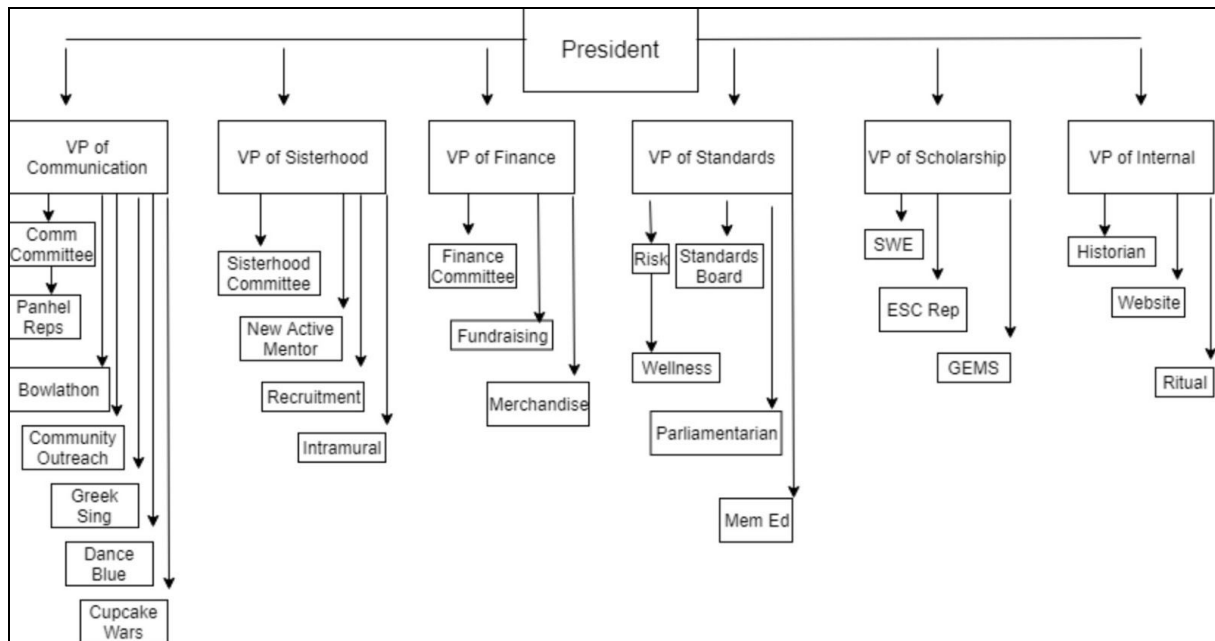 President
VP of
Communication
VP of Sisterhood
VP of Finance
VP of Standards
VP of Scholarship
VP of Internal
Comm
Committee
Panhel
Reps
Bowlathon
Community
Outreach
Greek
Sing
Dance
Blue
Cupcake
Wars
Sisterhood
Committee
New Active
Mentor
Recruitment
Intramural
Finance
Committee
Fundraising
Merchandise
Risk
Standards
Board
Wellness
Parliamentarian
Mem Ed
SWE
ESC Rep
GEMS
Historian
Website
Ritual